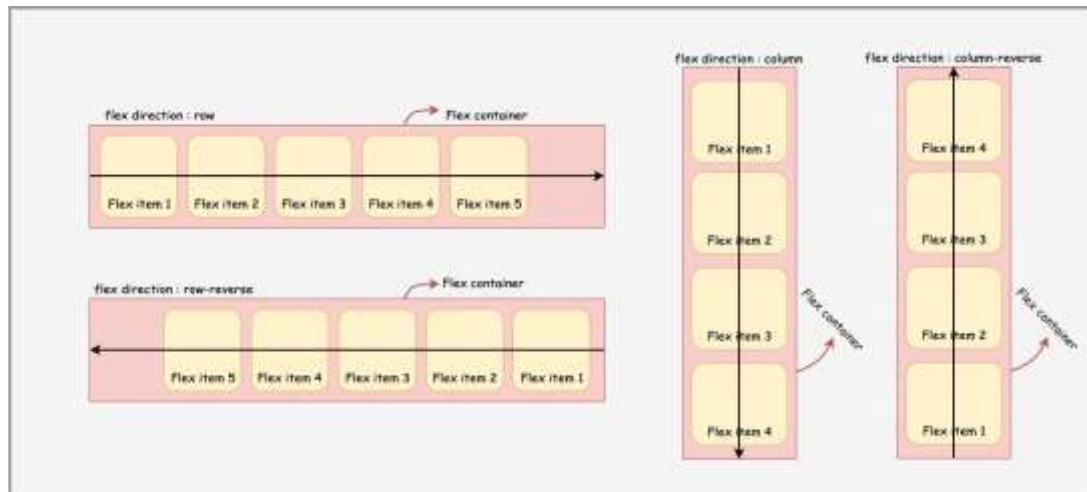 flex direction : row
Flex container
Flex item 1
Flex item 2
Flex item 3
Flex item 4
Flex item 5
flex direction : row-reverse
Flex container
Flex item 5
Flex item 4
Flex item 3
Flex item 2
Flex item 1
flex direction : column
Flex item 1
Flex item 2
Flex item 3
Flex item 4
Flex container
flex direction : column-reverse
Flex item 4
Flex item 3
Flex item 2
Flex item 1
Flex container